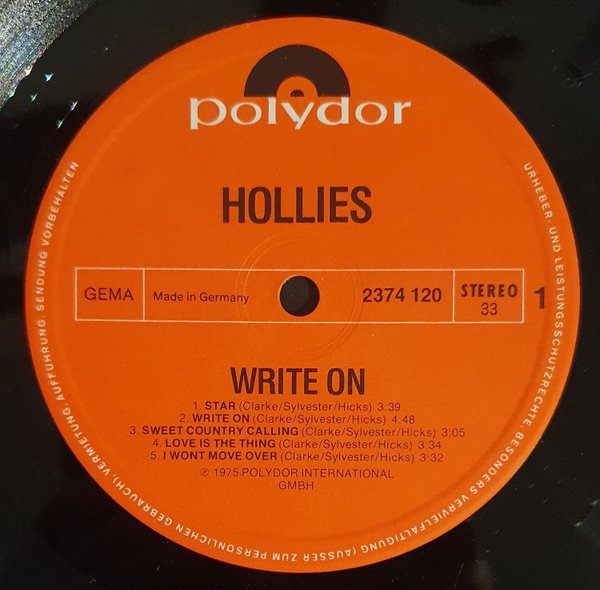 polydor
HOLLIES
GEMA
Made in Germany
2374 120
STEREO
33
1
WRITE ON
1. STAR (Clarke/Sylvester/Hicks) 3:39
2. WRITE ON (Clarke/Sylvester/Hicks) 4:48
3. SWEET COUNTRY CALLING (Clarke/Sylvester/Hicks) 3:05
4. LOVE IS THE THING (Clarke/Sylvester/Hicks) 3:34
5. I WONT MOVE OVER (Clarke/Sylvester/Hicks) 3:32
℗ 1975 POLYDOR INTERNATIONAL
GMBH
URHEBER- UND LEISTUNGSSCHUTZRECHTE, BESONDERS VERVIELFÄLTIGUNG (AUSSER ZUM PERSÖNLICHEN GEBRAUCH), VERMIETUNG, AUFFÜHRUNG, SENDUNG VORBEHALTEN